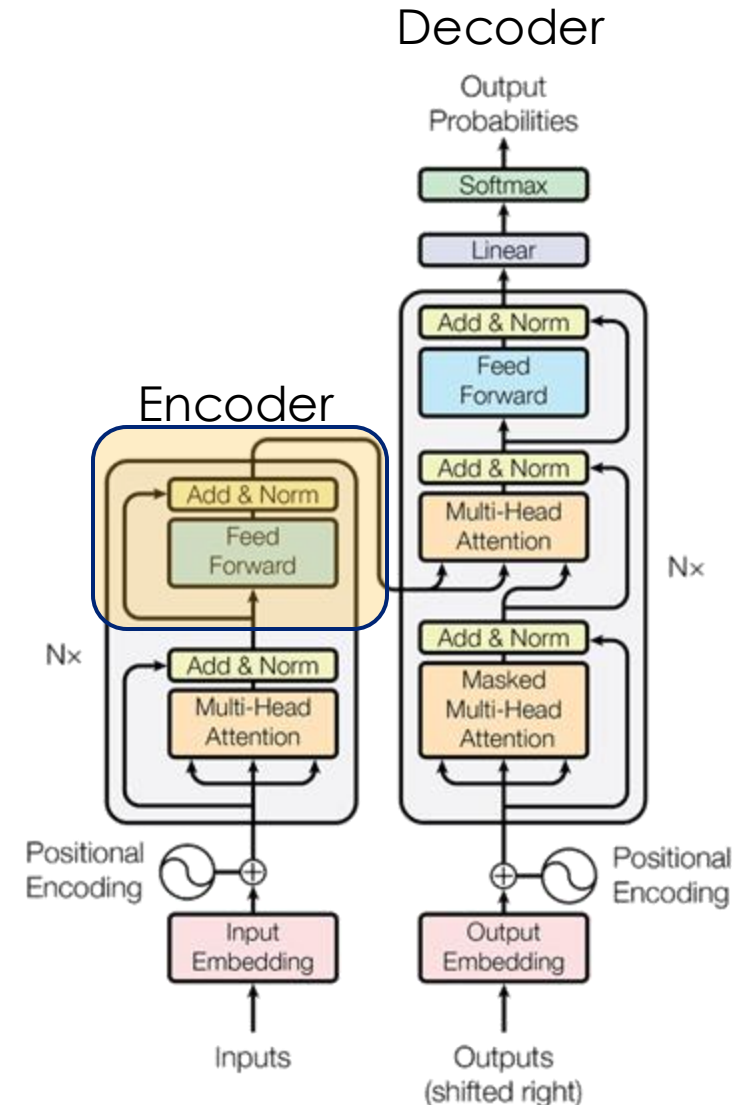 Decoder
Output
Probabilities
Softmax
Linear
Add & Norm
Feed
Forward
Add & Norm
Multi-Head
Attention
Nx
Add & Norm
Masked
Multi-Head
Attention
Positional
Encoding
Output
Embedding
Outputs
(shifted right)
Encoder
Add & Norm
Feed
Forward
Nx
Add & Norm
Multi-Head
Attention
Positional
Encoding
Input
Embedding
Inputs